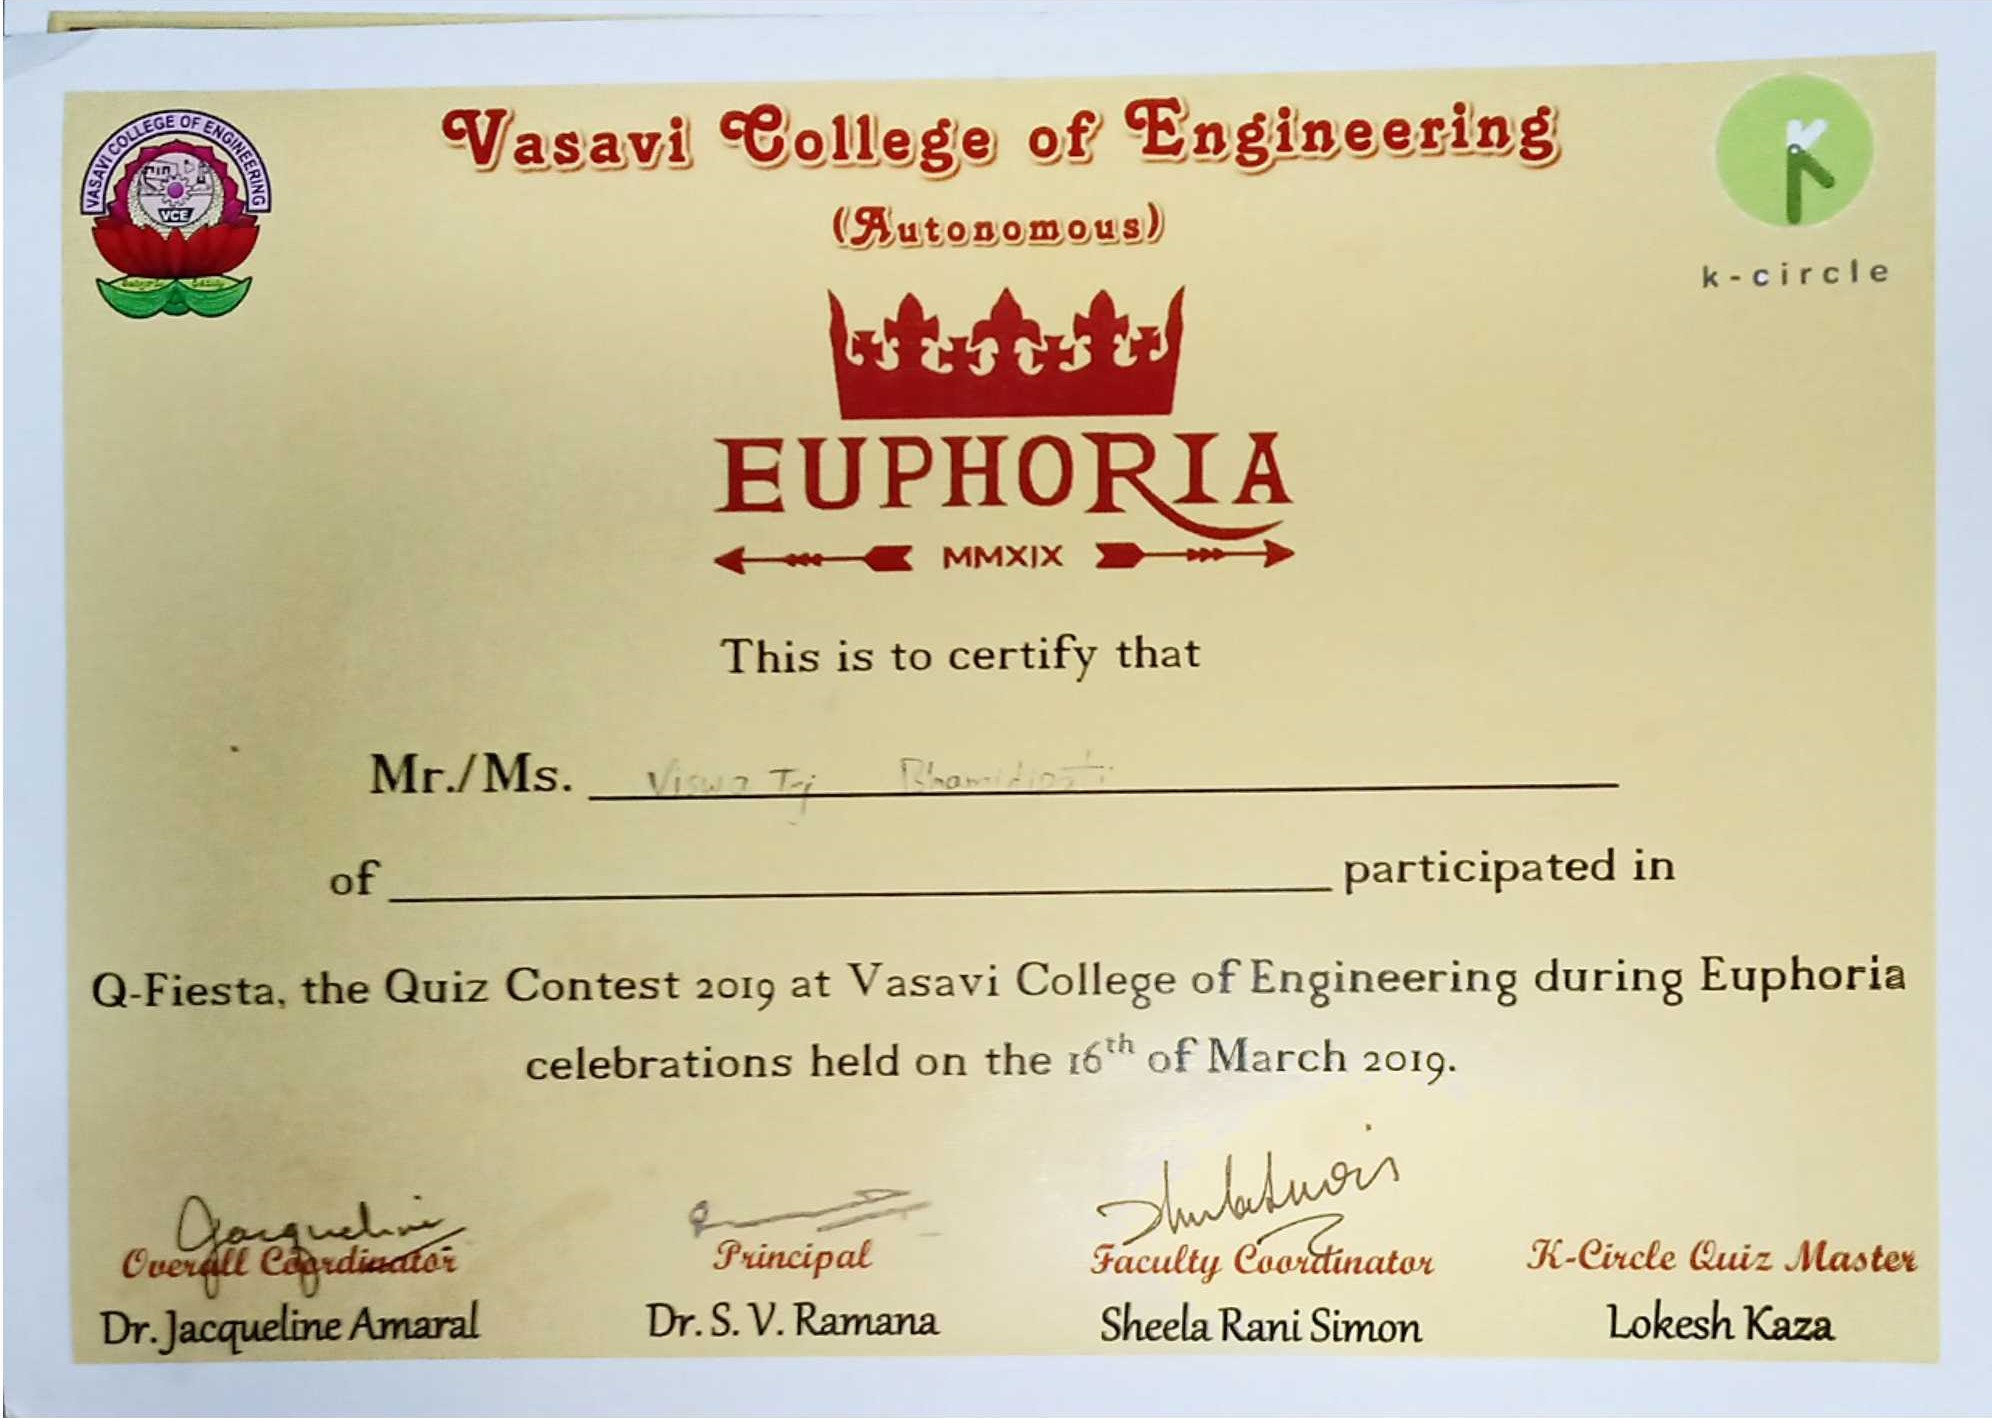 VASAVI COLLEGE OF ENGINEERING
VCE
Vasavi College of Engineering
(Autonomous)
k-circle
EUPHORIA
MMXIX
This is to certify that
Mr./Ms. Viswa Tej Bhamidipati
of participated in
Q-Fiesta, the Quiz Contest 2019 at Vasavi College of Engineering during Euphoria
celebrations held on the 16th of March 2019.
Jacqueline
Overall Coordinator Principal Faculty Coordinator K-Circle Quiz Master
Dr. Jacqueline Amaral Dr. S. V. Ramana Sheela Rani Simon Lokesh Kaza